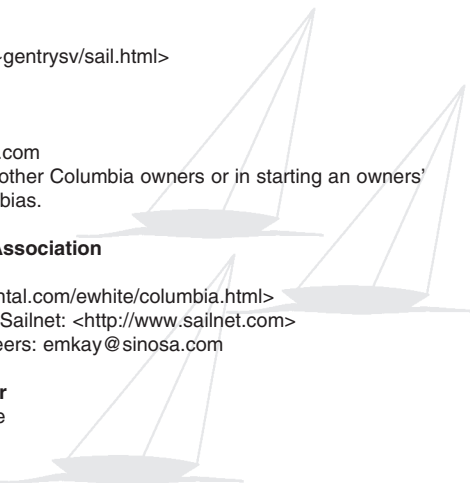 -gentrysv/sail.html>
.com
other Columbia owners or in starting an owners'
bias.
Association
ntal.com/ewhite/columbia.html>
Sailnet: <http://www.sailnet.com>
eers: emkay@sinosa.com
r
e